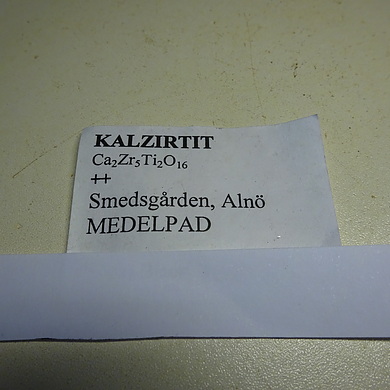 KALZIRTIT
Ca₂Zr₅Ti₂O₁₆
++
Smedsgården, Alnö
MEDELPAD